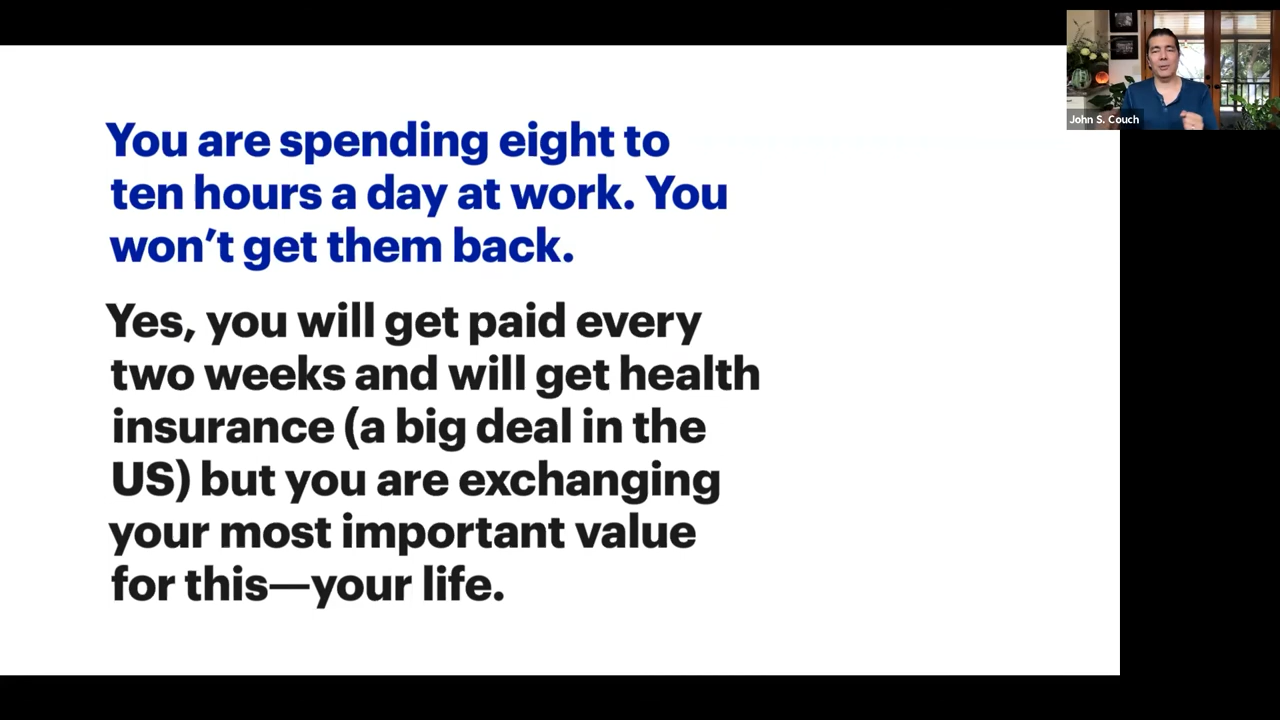 You are spending eight to
ten hours a day at work. You
won’t get them back.
Yes, you will get paid every
two weeks and will get health
insurance (a big deal in the
US) but you are exchanging
your most important value
for this—your life.
John S. Couch